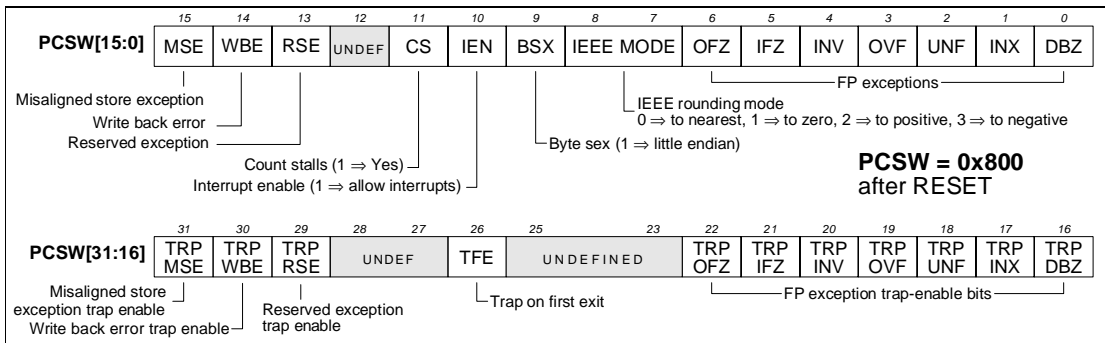 15 14 13 12 11 10 9 8 7 6 5 4 3 2 1 0
PCSW[15:0] MSE WBE RSE UNDEF CS IEN BSX IEEE MODE OFZ IFZ INV OVF UNF INX DBZ
FP exceptions
Misaligned store exception
Write back error
Reserved exception
IEEE rounding mode
0 ⇒ to nearest, 1 ⇒ to zero, 2 ⇒ to positive, 3 ⇒ to negative
Byte sex (1 ⇒ little endian)
Count stalls (1 ⇒ Yes)
Interrupt enable (1 ⇒ allow interrupts)
PCSW = 0x800
after RESET
31 30 29 28 27 26 25 23 22 21 20 19 18 17 16
PCSW[31:16] TRP MSE TRP WBE TRP RSE UNDEF TFE UNDEFINED TRP OFZ TRP IFZ TRP INV TRP OVF TRP UNF TRP INX TRP DBZ
Misaligned store
exception trap enable
Write back error trap enable
Reserved exception
trap enable
Trap on first exit
FP exception trap-enable bits